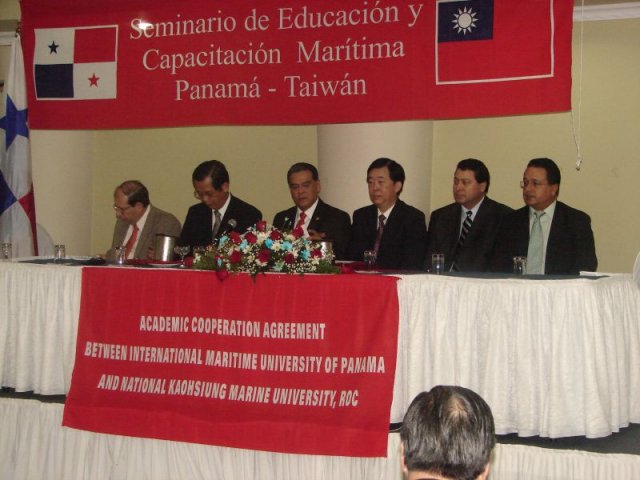 Seminario de Educación y
Capacitación Marítima
Panamá - Taiwán
ACADEMIC COOPERATION AGREEMENT
BETWEEN INTERNATIONAL MARITIME UNIVERSITY OF PANAMA
AND NATIONAL KAOHSIUNG MARINE UNIVERSITY, ROC